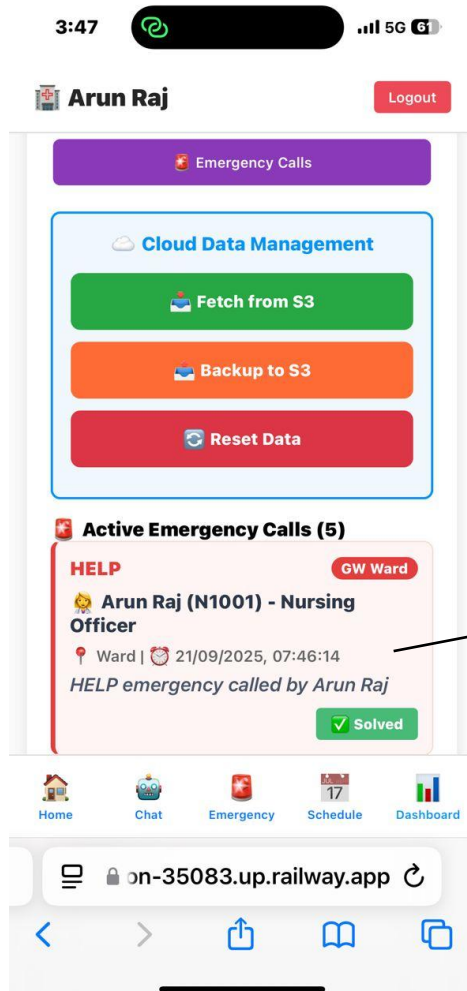 3:47
5G 61
Arun Raj
Logout
Emergency Calls
Cloud Data Management
Fetch from S3
Backup to S3
Reset Data
Active Emergency Calls (5)
HELP
GW Ward
Arun Raj (N1001) - Nursing
Officer
Ward | 21/09/2025, 07:46:14
HELP emergency called by Arun Raj
Solved
JUL
17
Home
Chat
Emergency
Schedule
Dashboard
on-35083.up.railway.app